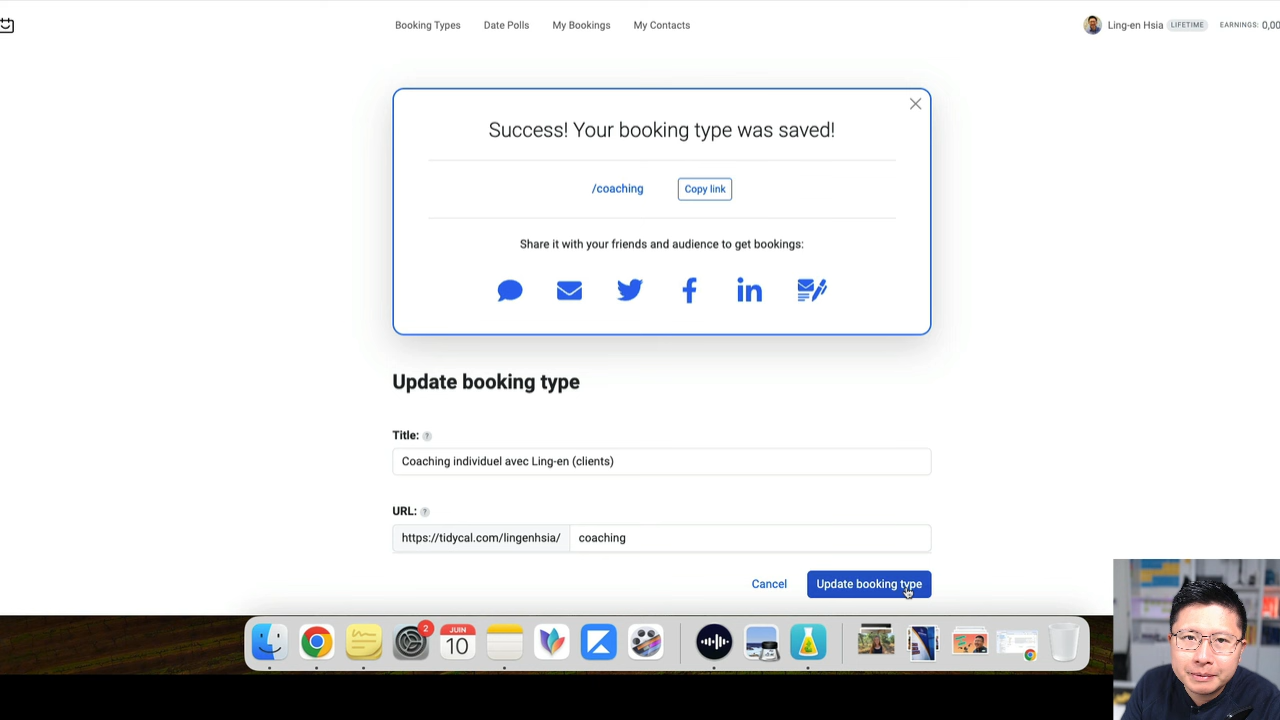 Booking Types
Date Polls
My Bookings
My Contacts
Ling-en Hsia LIFETIME
EARNINGS: 0,00
Success! Your booking type was saved!
/coaching
Copy link
Share it with your friends and audience to get bookings:
Update booking type
Title: ?
Coaching individuel avec Ling-en (clients)
URL: ?
https://tidycal.com/lingenhsia/ coaching
Cancel
Update booking type
2
JUIN
10